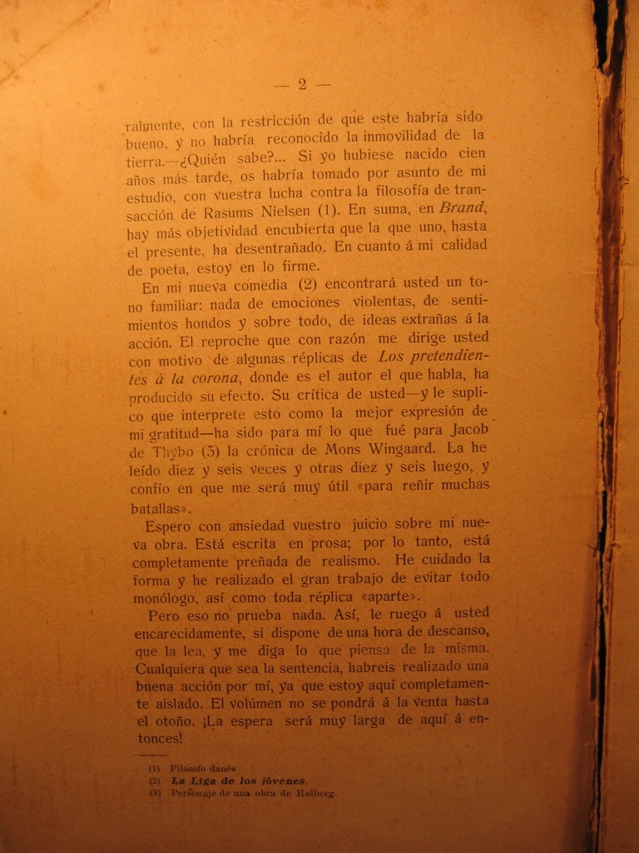 — 2 —
ralmente, con la restricción de que este habría sido
bueno, y no habría reconocido la inmovilidad de la
tierra.—¿Quién sabe?... Si yo hubiese nacido cien
años más tarde, os habría tomado por asunto de mi
estudio, con vuestra lucha contra la filosofía de tran-
sacción de Rasums Nielsen (1). En suma, en Brand,
hay más objetividad encubierta que la que uno, hasta
el presente, ha desentrañado. En cuanto á mi calidad
de poeta, estoy en lo firme.
En mi nueva comedia (2) encontrará usted un to-
no familiar: nada de emociones violentas, de senti-
mientos hondos y sobre todo, de ideas extrañas á la
acción. El reproche que con razón me dirige usted
con motivo de algunas réplicas de Los pretendien-
tes à la corona, donde es el autor el que habla, ha
producido su efecto. Su crítica de usted—y le supli-
co que interprete esto como la mejor expresión de
mi gratitud—ha sido para mí lo que fué para Jacob
de Thybo (3) la crónica de Mons Wingaard. La he
leído diez y seis veces y otras diez y seis luego, y
confío en que me será muy útil «para reñir muchas
batallas».
Espero con ansiedad vuestro juicio sobre mi nue-
va obra. Está escrita en prosa; por lo tanto, está
completamente preñada de realismo. He cuidado la
forma y he realizado el gran trabajo de evitar todo
monólogo, así como toda réplica «aparte».
Pero eso no prueba nada. Así, le ruego á usted
encarecidamente, si dispone de una hora de descanso,
que la lea, y me diga lo que piensa de la misma.
Cualquiera que sea la sentencia, habreis realizado una
buena acción por mí, ya que estoy aquí completamen-
te aislado. El volúmen no se pondrá á la venta hasta
el otoño. ¡La espera será muy larga de aquí á en-
tonces!
(1) Filósofo danés
(2) La Liga de los jóvenes.
(3) Personaje de una obra de Holberg.